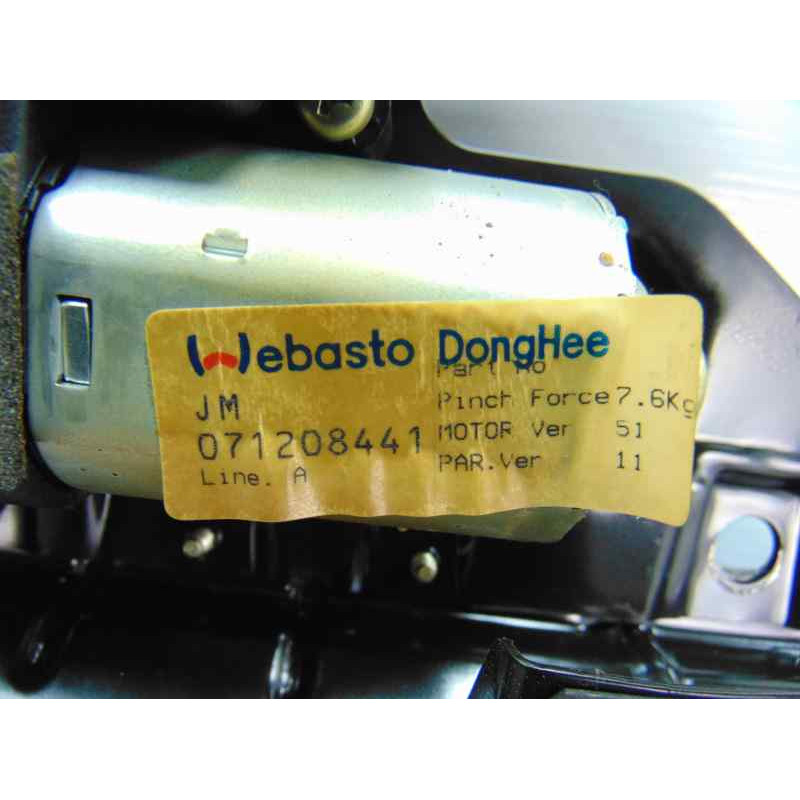 Webasto DongHee
Part No
JM
Pinch Force 7.6Kg
071208441
MOTOR Ver 51
Line. A
PAR.Ver 11